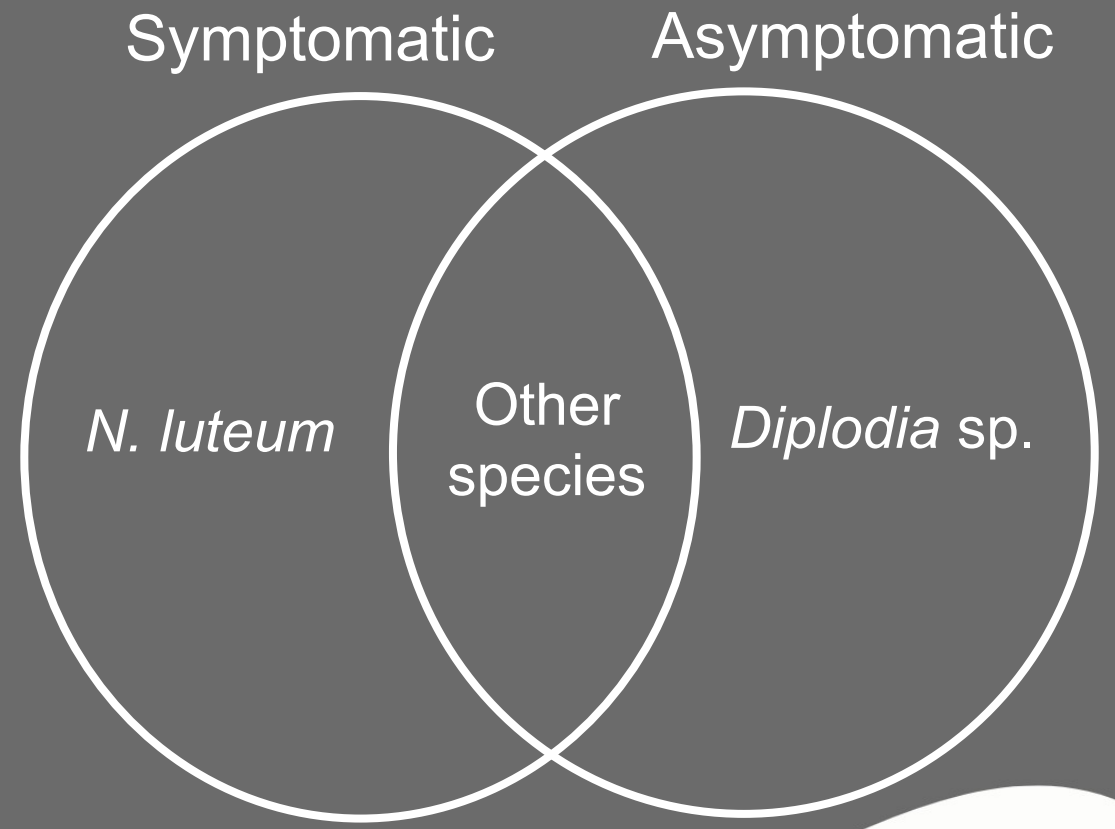 Symptomatic
Asymptomatic
N. luteum
Other
species
Diplodia sp.